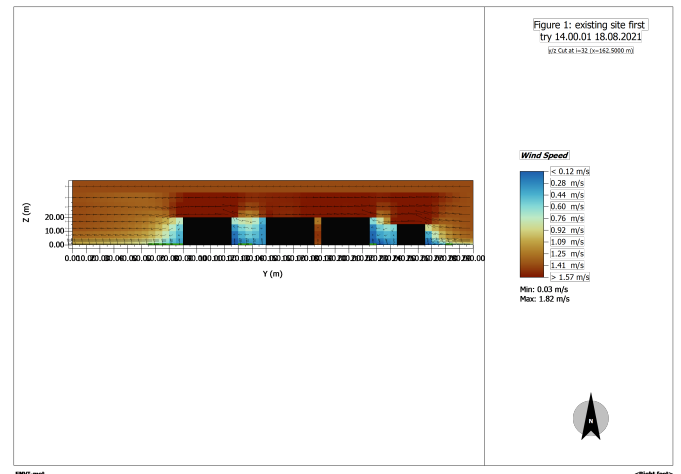 Figure 1: existing site first
try 14.00.01 18.08.2021
y/z Cut at i=32 (x=162.5000 m)
Wind Speed
< 0.12 m/s
0.28 m/s
0.44 m/s
0.60 m/s
0.76 m/s
0.92 m/s
1.09 m/s
1.25 m/s
1.41 m/s
> 1.57 m/s
Min: 0.03 m/s
Max: 1.82 m/s
Z (m)
20.00
10.00
0.00
Y (m)
N
<Right foot>